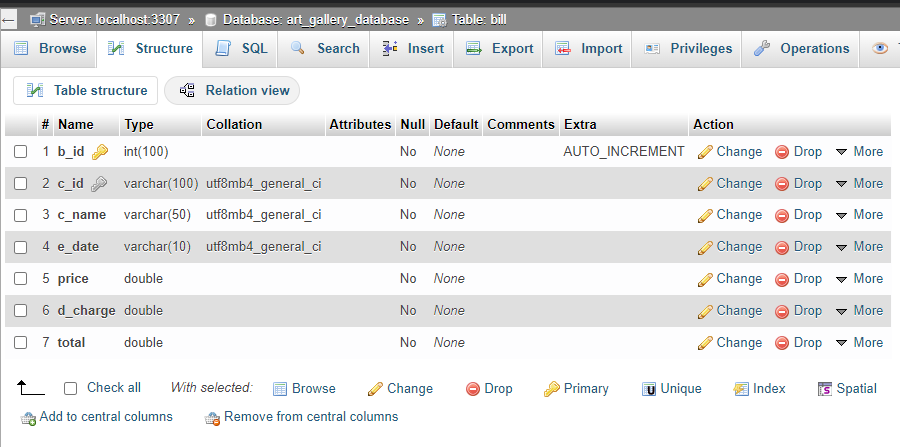 Server: localhost:3307 » Database: art_gallery_database » Table: bill
Browse Structure SQL Search Insert Export Import Privileges Operations
Table structure Relation view
# Name Type Collation Attributes Null Default Comments Extra Action
1 b_id int(100) No None AUTO_INCREMENT Change Drop More
2 c_id varchar(100) utf8mb4_general_ci No None Change Drop More
3 c_name varchar(50) utf8mb4_general_ci No None Change Drop More
4 e_date varchar(10) utf8mb4_general_ci No None Change Drop More
5 price double No None Change Drop More
6 d_charge double No None Change Drop More
7 total double No None Change Drop More
Check all With selected: Browse Change Drop Primary Unique Index Spatial
Add to central columns Remove from central columns